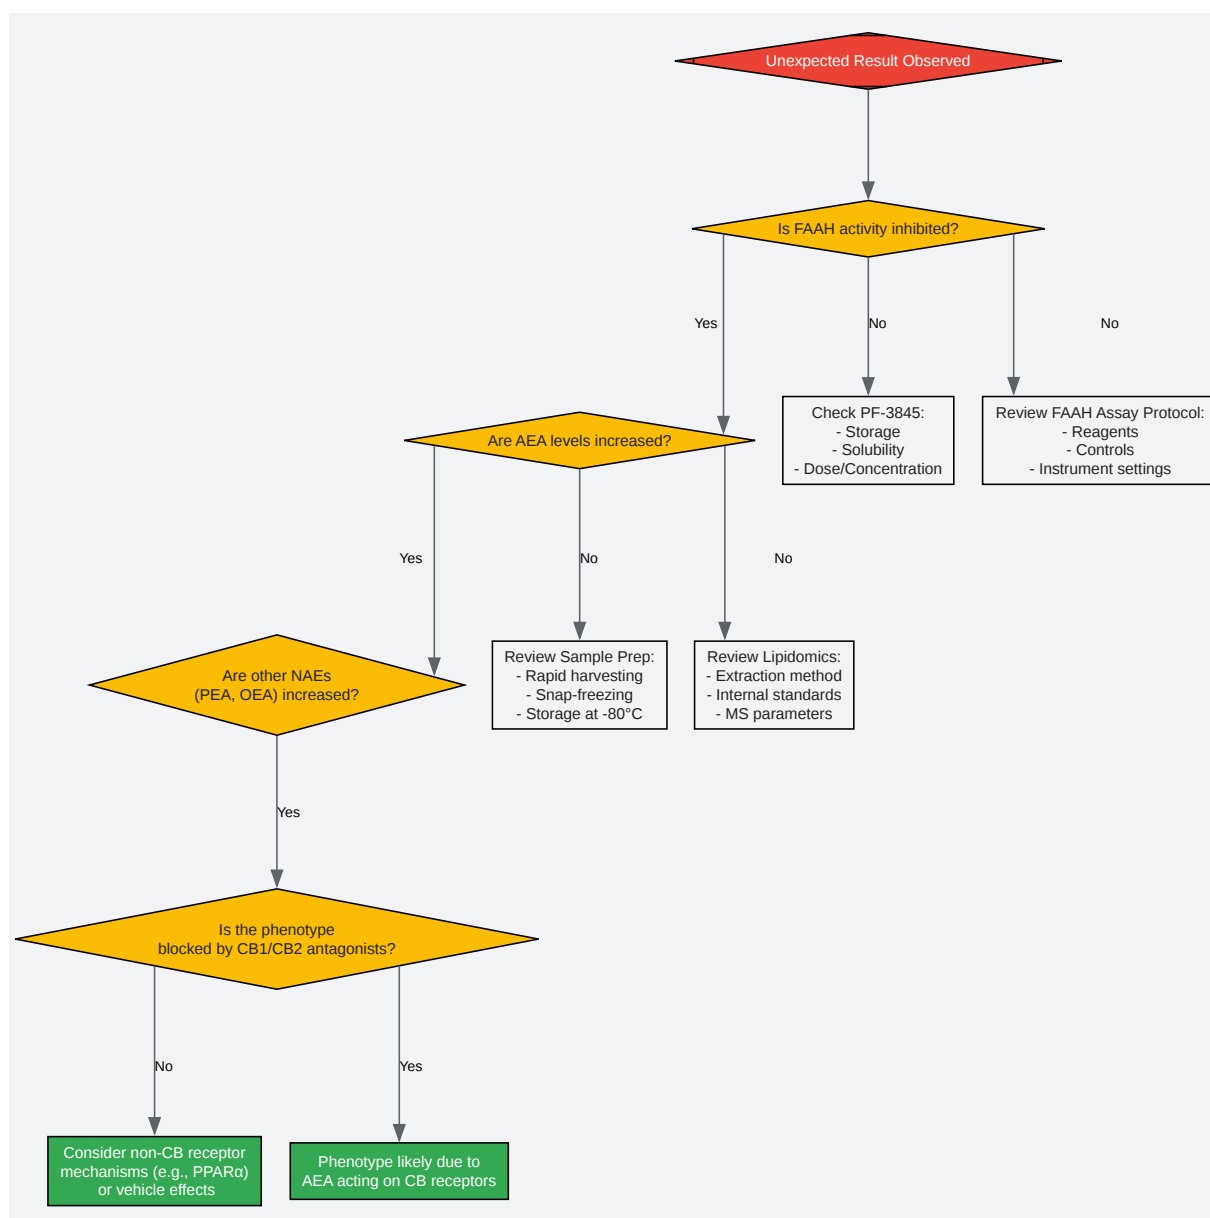 Unexpected Result Observed
Is FAAH activity inhibited?
Yes
No
No
Check PF-3845:
- Storage
- Solubility
- Dose/Concentration
Review FAAH Assay Protocol:
- Reagents
- Controls
- Instrument settings
Are AEA levels increased?
Yes
No
No
Review Sample Prep:
- Rapid harvesting
- Snap-freezing
- Storage at -80°C
Review Lipidomics:
- Extraction method
- Internal standards
- MS parameters
Are other NAEs
(PEA, OEA) increased?
Yes
Is the phenotype
blocked by CB1/CB2 antagonists?
No
Yes
Consider non-CB receptor
mechanisms (e.g., PPARα)
or vehicle effects
Phenotype likely due to
AEA acting on CB receptors